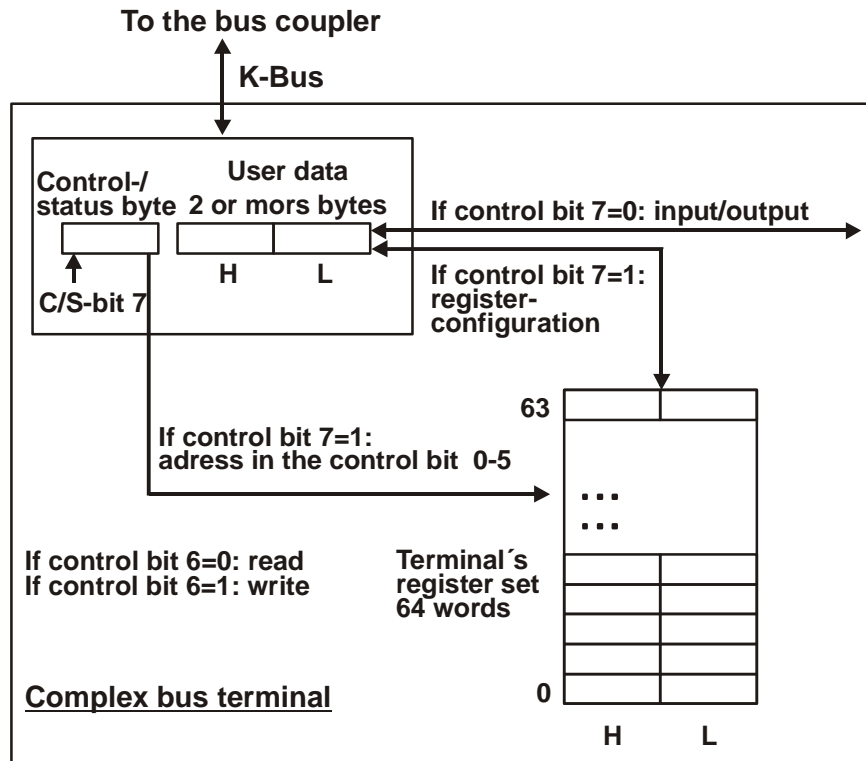 To the bus coupler
K-Bus
User data
Control-/
status byte 2 or mors bytes
If control bit 7=0: input/output
H L
C/S-bit 7
If control bit 7=1:
register-
configuration
63
If control bit 7=1:
adress in the control bit 0-5
...
...
If control bit 6=0: read
If control bit 6=1: write
Terminal´s
register set
64 words
0
Complex bus terminal
H L